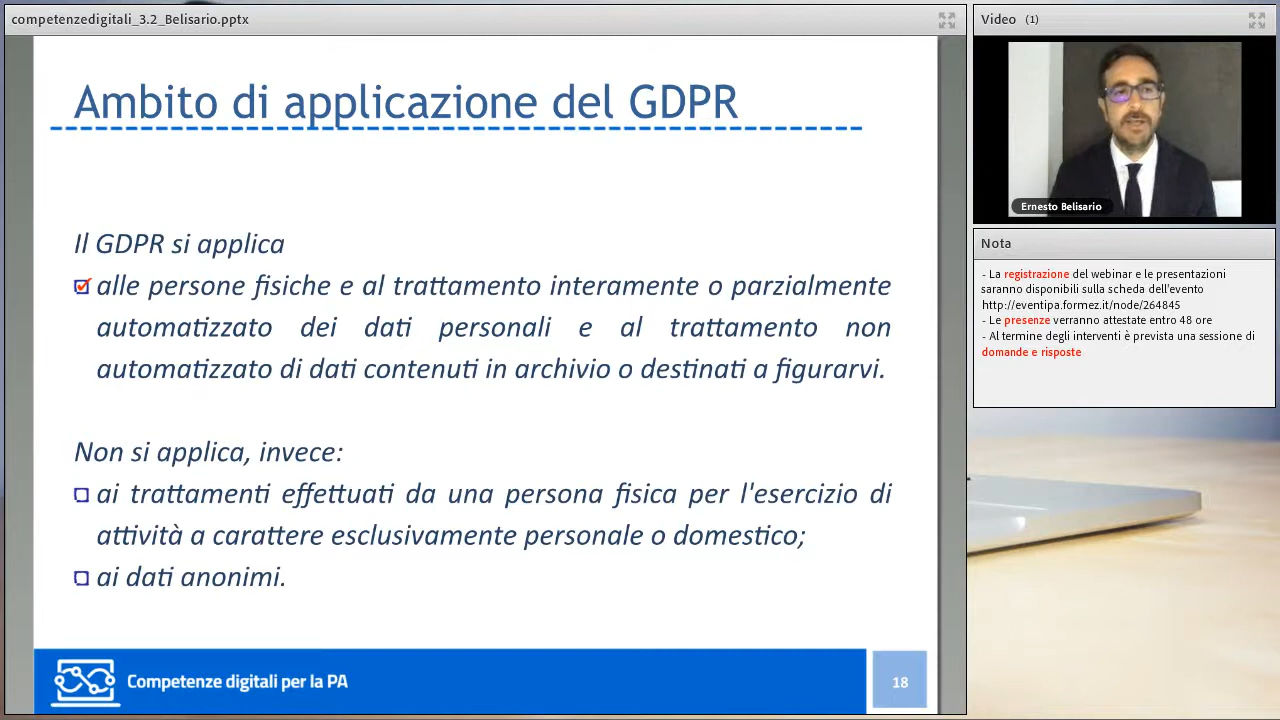 competenzedigitali_3.2_Belisario.pptx
Ambito di applicazione del GDPR
Il GDPR si applica
alle persone fisiche e al trattamento interamente o parzialmente
automatizzato dei dati personali e al trattamento non
automatizzato di dati contenuti in archivio o destinati a figurarvi.
Non si applica, invece:
ai trattamenti effettuati da una persona fisica per l'esercizio di
attività a carattere esclusivamente personale o domestico;
ai dati anonimi.
Competenze digitali per la PA
18
Video (1)
Ernesto Belisario
Nota
- La registrazione del webinar e le presentazioni
saranno disponibili sulla scheda dell'evento
http://eventipa.formez.it/node/264845
- Le presenze verranno attestate entro 48 ore
- Al termine degli interventi è prevista una sessione di
domande e risposte